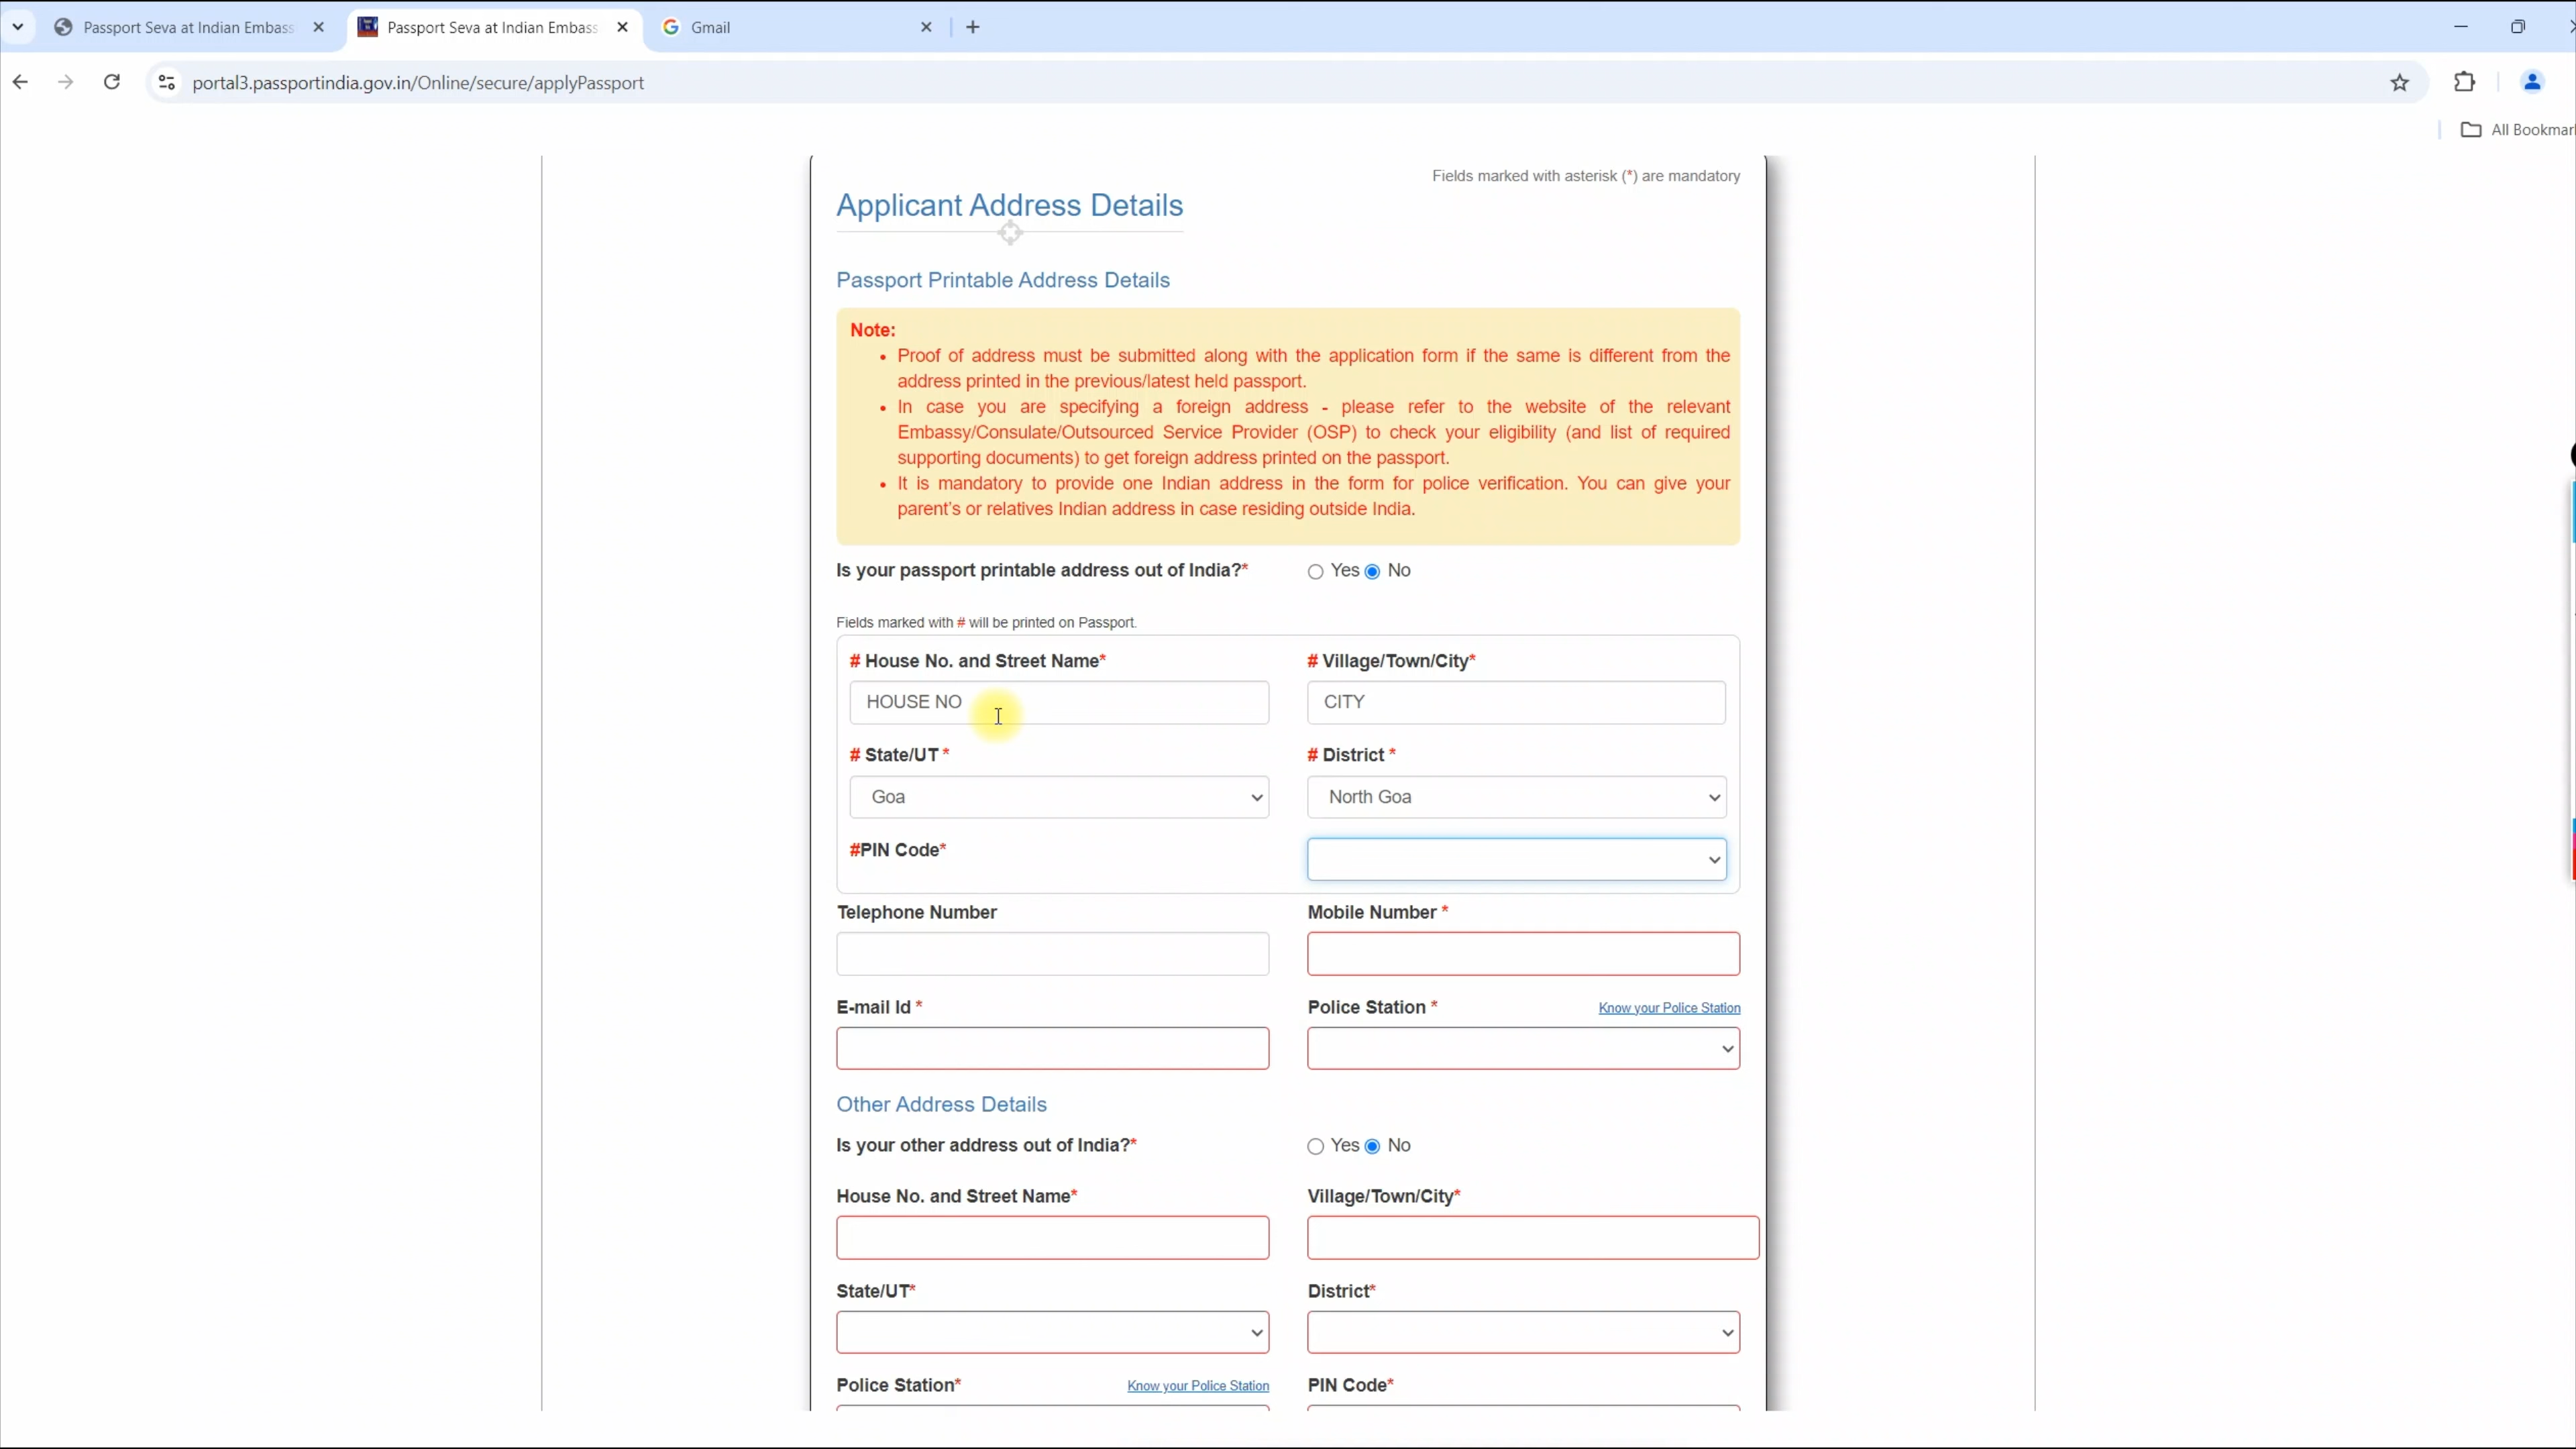 Passport Seva at Indian Embass
Passport Seva at Indian Embass
Gmail
portal3.passportindia.gov.in/Online/secure/applyPassport
All Bookmar
Fields marked with asterisk (*) are mandatory
Applicant Address Details
Passport Printable Address Details
Note:
• Proof of address must be submitted along with the application form if the same is different from the
address printed in the previous/latest held passport.
• In case you are specifying a foreign address - please refer to the website of the relevant
Embassy/Consulate/Outsourced Service Provider (OSP) to check your eligibility (and list of required
supporting documents) to get foreign address printed on the passport.
• It is mandatory to provide one Indian address in the form for police verification. You can give your
parent's or relatives Indian address in case residing outside India.
Is your passport printable address out of India?* Yes No
Fields marked with # will be printed on Passport.
# House No. and Street Name* # Village/Town/City*
HOUSE NO CITY
# State/UT * # District *
Goa North Goa
#PIN Code*
Telephone Number Mobile Number *
E-mail Id * Police Station * Know your Police Station
Other Address Details
Is your other address out of India?* Yes No
House No. and Street Name* Village/Town/City*
State/UT* District*
Police Station* Know your Police Station PIN Code*